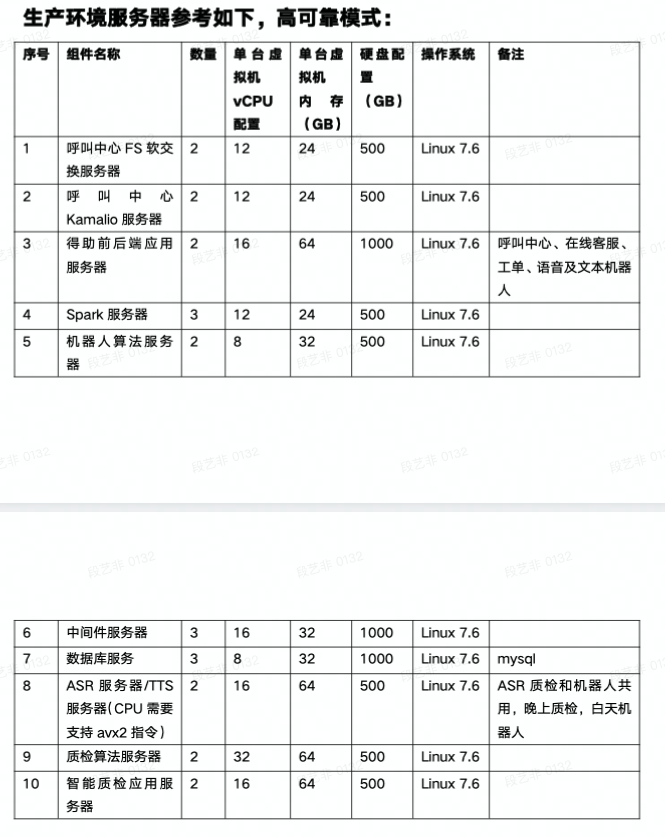 生产环境服务器参考如下，高可靠模式：
序号 组件名称 数量 单台虚拟机vCPU配置 单台虚拟机内存（GB） 硬盘配置（GB） 操作系统 备注
1 呼叫中心 FS 软交换服务器 2 12 24 500 Linux 7.6
2 呼叫中心 Kamalio 服务器 2 12 24 500 Linux 7.6
3 得助前后端应用服务器 2 16 64 1000 Linux 7.6 呼叫中心、在线客服、工单、语音及文本机器人
4 Spark 服务器 3 12 24 500 Linux 7.6
5 机器人算法服务器 2 8 32 500 Linux 7.6
6 中间件服务器 3 16 32 1000 Linux 7.6
7 数据库服务 3 8 32 1000 Linux 7.6 mysql
8 ASR 服务器/TTS 服务器（CPU 需要支持 avx2 指令） 2 16 64 500 Linux 7.6 ASR 质检和机器人共用，晚上质检，白天机器人
9 质检算法服务器 2 32 64 500 Linux 7.6
10 智能质检应用服务器 2 16 64 500 Linux 7.6
段艺非 0132